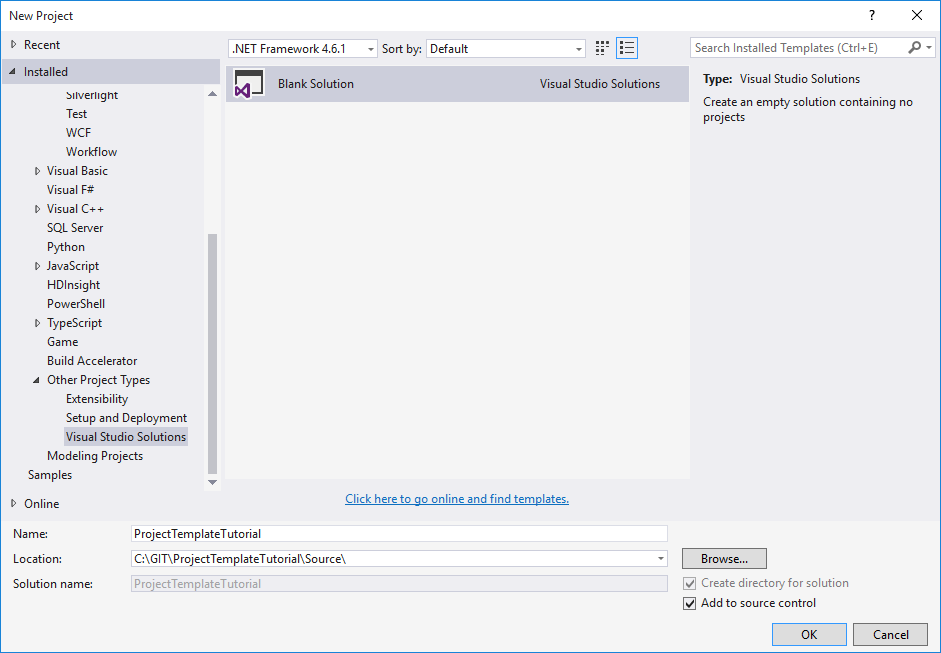 New Project
?
Recent
.NET Framework 4.6.1
Sort by:
Default
Search Installed Templates (Ctrl+E)
Installed
Silverlight
Test
WCF
Workflow
Visual Basic
Visual F#
Visual C++
SQL Server
Python
JavaScript
HDInsight
PowerShell
TypeScript
Game
Build Accelerator
Other Project Types
Extensibility
Setup and Deployment
Visual Studio Solutions
Modeling Projects
Samples
Online
Blank Solution
Visual Studio Solutions
Type: Visual Studio Solutions
Create an empty solution containing no
projects
Click here to go online and find templates.
Name:
ProjectTemplateTutorial
Location:
C:\GIT\ProjectTemplateTutorial\Source\
Browse...
Solution name:
ProjectTemplateTutorial
Create directory for solution
Add to source control
OK
Cancel